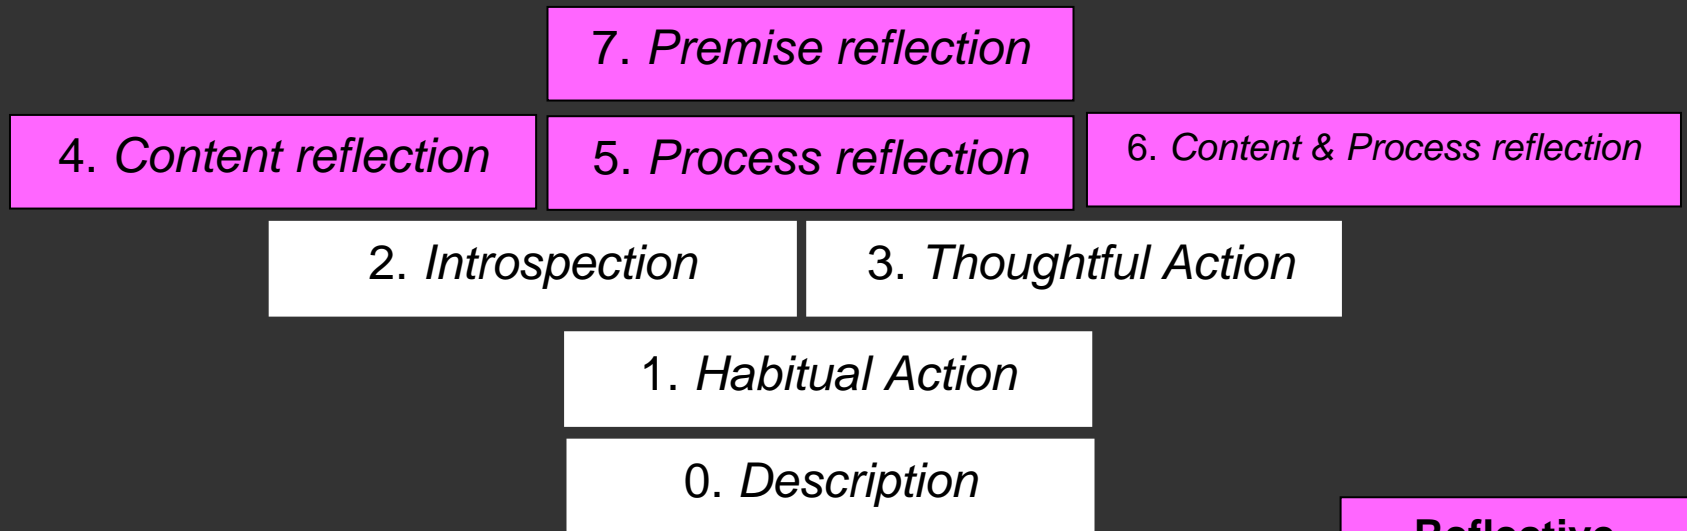 7. Premise reflection
4. Content reflection
5. Process reflection
6. Content & Process reflection
2. Introspection
3. Thoughtful Action
1. Habitual Action
0. Description
Reflective